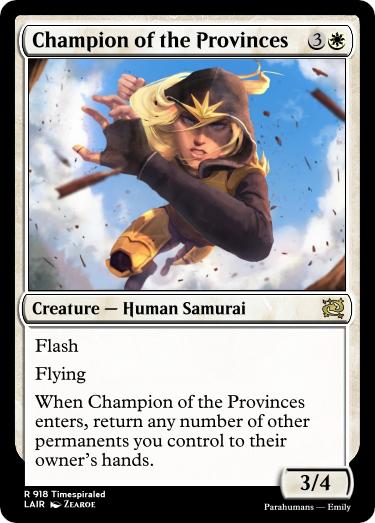 Champion of the Provinces 3
Creature — Human Samurai
Flash
Flying
When Champion of the Provinces
enters, return any number of other
permanents you control to their
owner's hands.
3/4
R 918 Timespiraled
LAIR ZEAROE
Parahumans — Emily